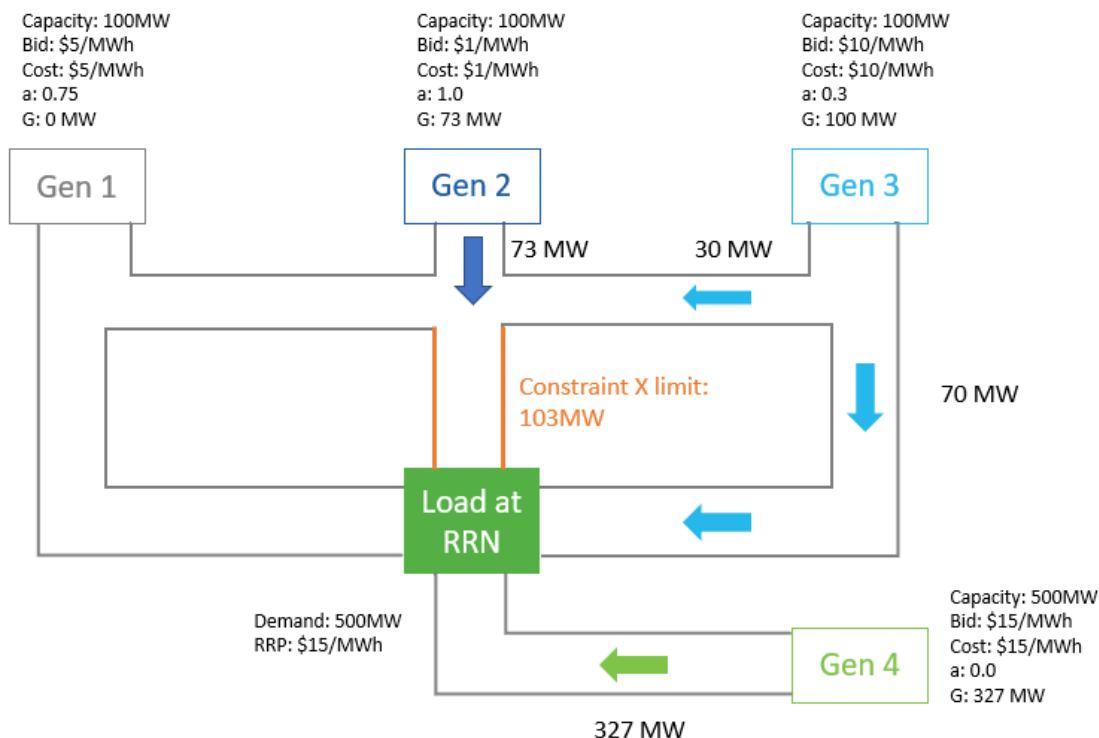 Capacity: 100MW
Bid: $5/MWh
Cost: $5/MWh
a: 0.75
G: 0 MW
Capacity: 100MW
Bid: $1/MWh
Cost: $1/MWh
a: 1.0
G: 73 MW
Capacity: 100MW
Bid: $10/MWh
Cost: $10/MWh
a: 0.3
G: 100 MW
Gen 1
Gen 2
Gen 3
73 MW
30 MW
Constraint X limit:
103MW
70 MW
Load at
RRN
Demand: 500MW
RRP: $15/MWh
Gen 4
Capacity: 500MW
Bid: $15/MWh
Cost: $15/MWh
a: 0.0
G: 327 MW
327 MW